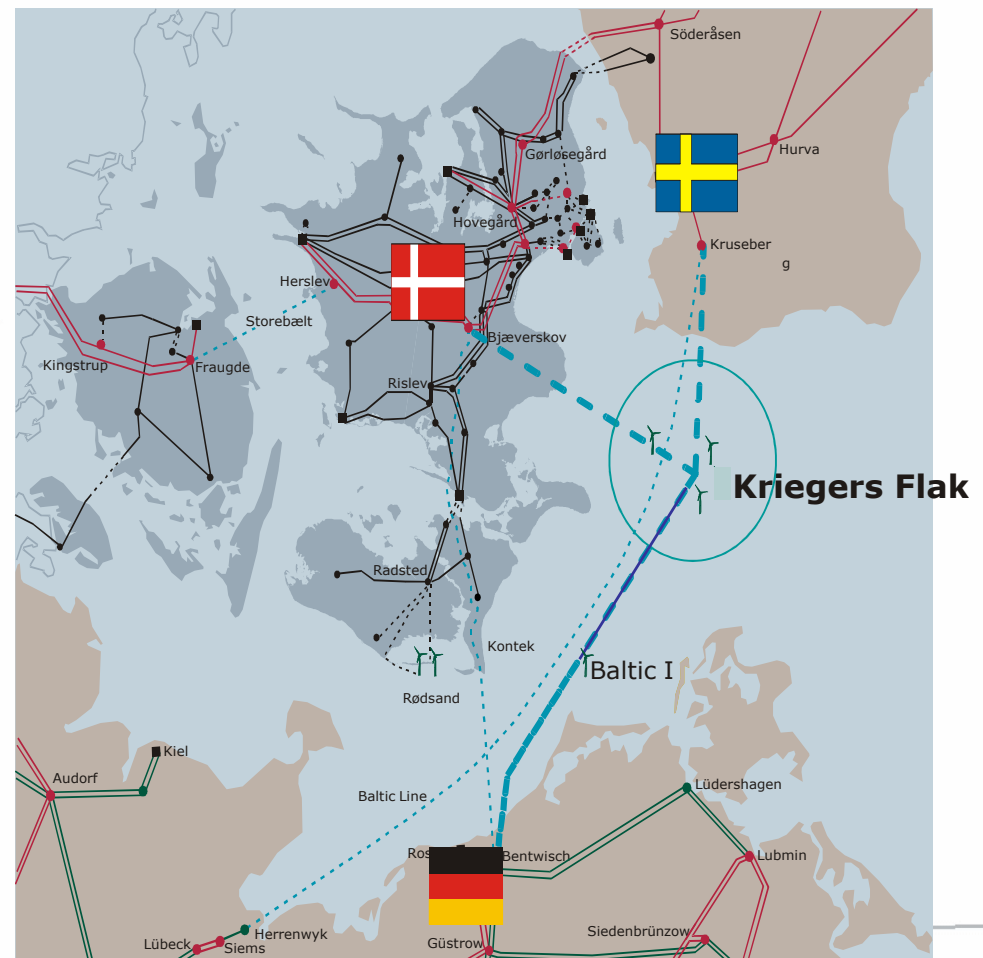 Söderåsen
Hurva
Gørløsegård
Hovegård
Kruseber
g
Herslev
Storebælt
Bjæverskov
Kingstrup
Fraugde
Rislev
Kriegers Flak
Radsted
Kontek
Baltic I
Rødsand
Kiel
Audorf
Lüdershagen
Baltic Line
Ros
Bentwisch
Lubmin
Herrenwyk
Siedenbrünzow
Lübeck
Siems
Güstrow